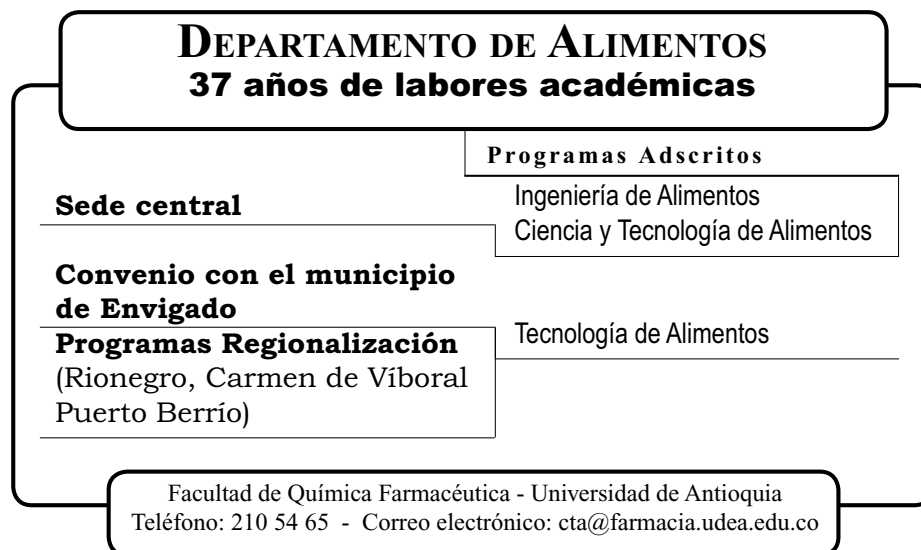 DEPARTAMENTO DE ALIMENTOS
37 años de labores académicas
Programas Adscritos
Sede central
Ingeniería de Alimentos
Ciencia y Tecnología de Alimentos
Convenio con el municipio
de Envigado
Tecnología de Alimentos
Programas Regionalización
(Rionegro, Carmen de Víboral
Puerto Berrío)
Facultad de Química Farmacéutica - Universidad de Antioquia
Teléfono: 210 54 65 - Correo electrónico: cta@farmacia.udea.edu.co